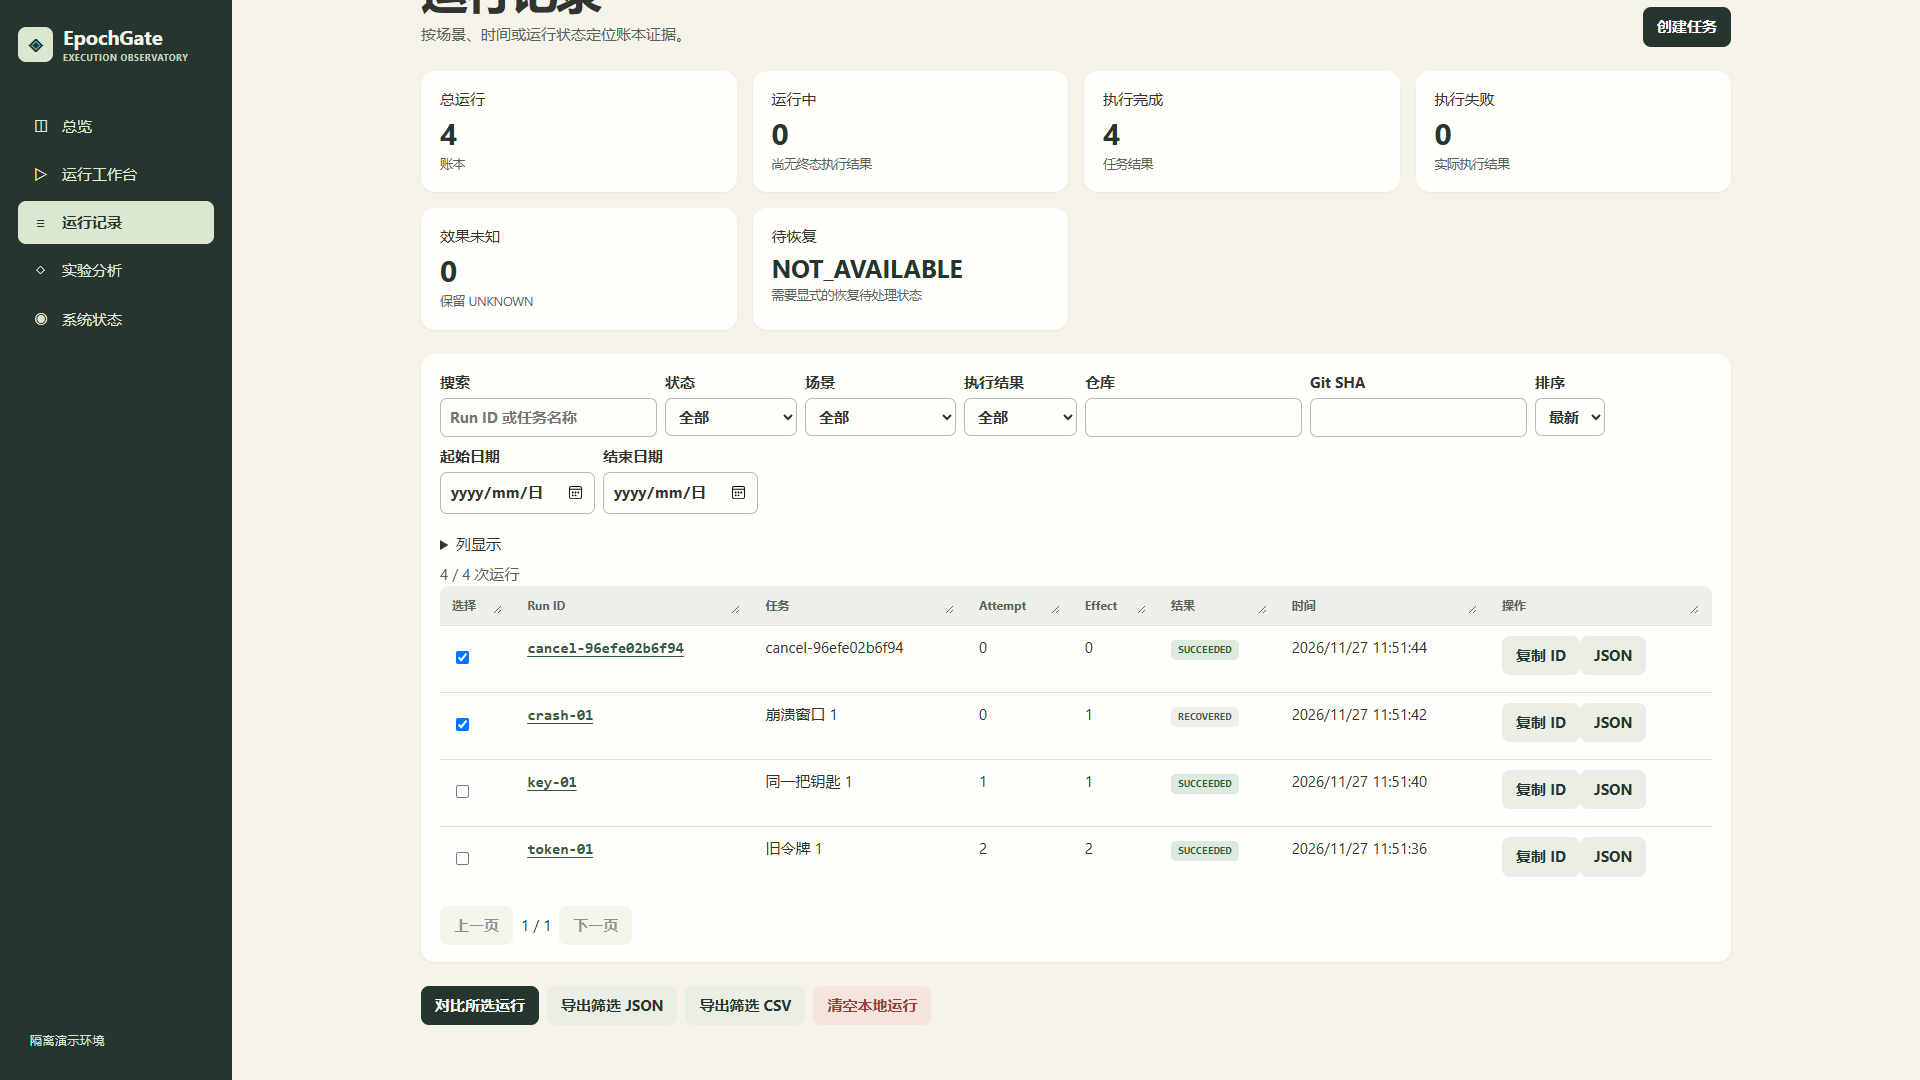 EpochGate
EXECUTION OBSERVATORY
总览
运行工作台
运行记录
实验分析
系统状态
隔离演示环境
运行记录
按场景、时间或运行状态定位账本证据。
创建任务
总运行
4
账本
运行中
0
尚无终态执行结果
执行完成
4
任务结果
执行失败
0
实际执行结果
效果未知
0
保留 UNKNOWN
待恢复
NOT_AVAILABLE
需要显式的恢复待处理状态
搜索 状态 场景 执行结果 仓库 Git SHA 排序
Run ID 或任务名称 全部 全部 全部 最新
起始日期 结束日期
yyyy/mm/日 yyyy/mm/日
列显示
4 / 4 次运行
选择 Run ID 任务 Attempt Effect 结果 时间 操作
cancel-96efe02b6f94 cancel-96efe02b6f94 0 0 SUCCEEDED 2026/11/27 11:51:44 复制 ID JSON
crash-01 崩溃窗口 1 0 1 RECOVERED 2026/11/27 11:51:42 复制 ID JSON
key-01 同一把钥匙 1 1 1 SUCCEEDED 2026/11/27 11:51:40 复制 ID JSON
token-01 旧令牌 1 2 2 SUCCEEDED 2026/11/27 11:51:36 复制 ID JSON
上一页 1 / 1 下一页
对比所选运行 导出筛选 JSON 导出筛选 CSV 清空本地运行